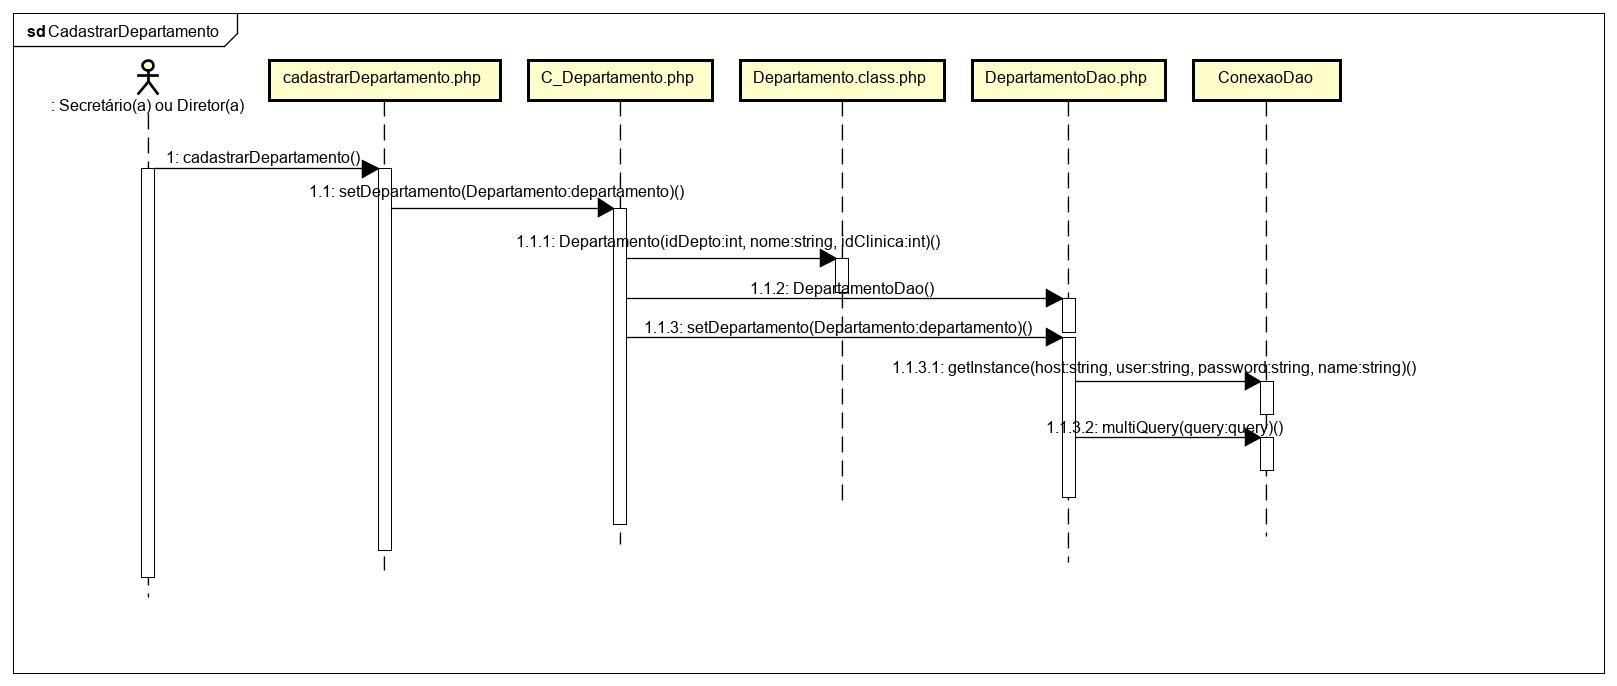 sd CadastrarDepartamento
: Secretário(a) ou Diretor(a)
cadastrarDepartamento.php
C_Departamento.php
Departamento.class.php
DepartamentoDao.php
ConexaoDao
1: cadastrarDepartamento()
1.1: setDepartamento(Departamento:departamento)()
1.1.1: Departamento(idDepto:int, nome:string, idClinica:int)()
1.1.2: DepartamentoDao()
1.1.3: setDepartamento(Departamento:departamento)()
1.1.3.1: getInstance(host:string, user:string, password:string, name:string)()
1.1.3.2: multiQuery(query:query)()